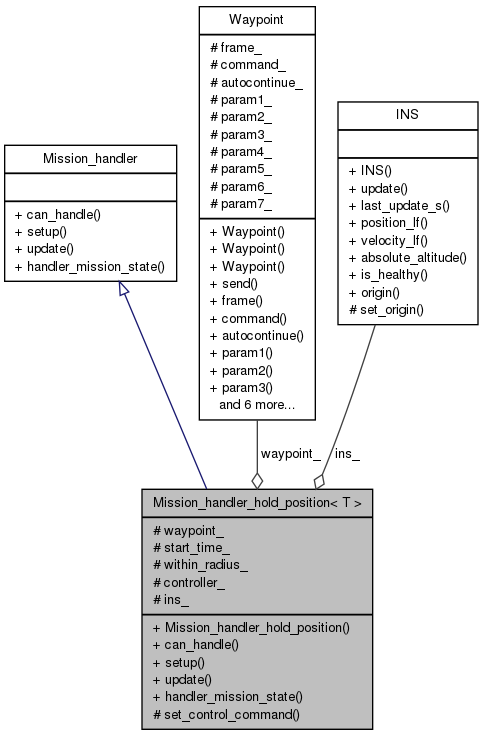 Waypoint
# frame_
# command_
# autocontinue_
# param1_
# param2_
# param3_
# param4_
# param5_
# param6_
# param7_
+ Waypoint()
+ Waypoint()
+ Waypoint()
+ send()
+ frame()
+ command()
+ autocontinue()
+ param1()
+ param2()
+ param3()
and 6 more...
INS
+ INS()
+ update()
+ last_update_s()
+ position_lf()
+ velocity_lf()
+ absolute_altitude()
+ is_healthy()
+ origin()
# set_origin()
Mission_handler
+ can_handle()
+ setup()
+ update()
+ handler_mission_state()
waypoint_
ins_
Mission_handler_hold_position< T >
# waypoint_
# start_time_
# within_radius_
# controller_
# ins_
+ Mission_handler_hold_position()
+ can_handle()
+ setup()
+ update()
+ handler_mission_state()
# set_control_command()